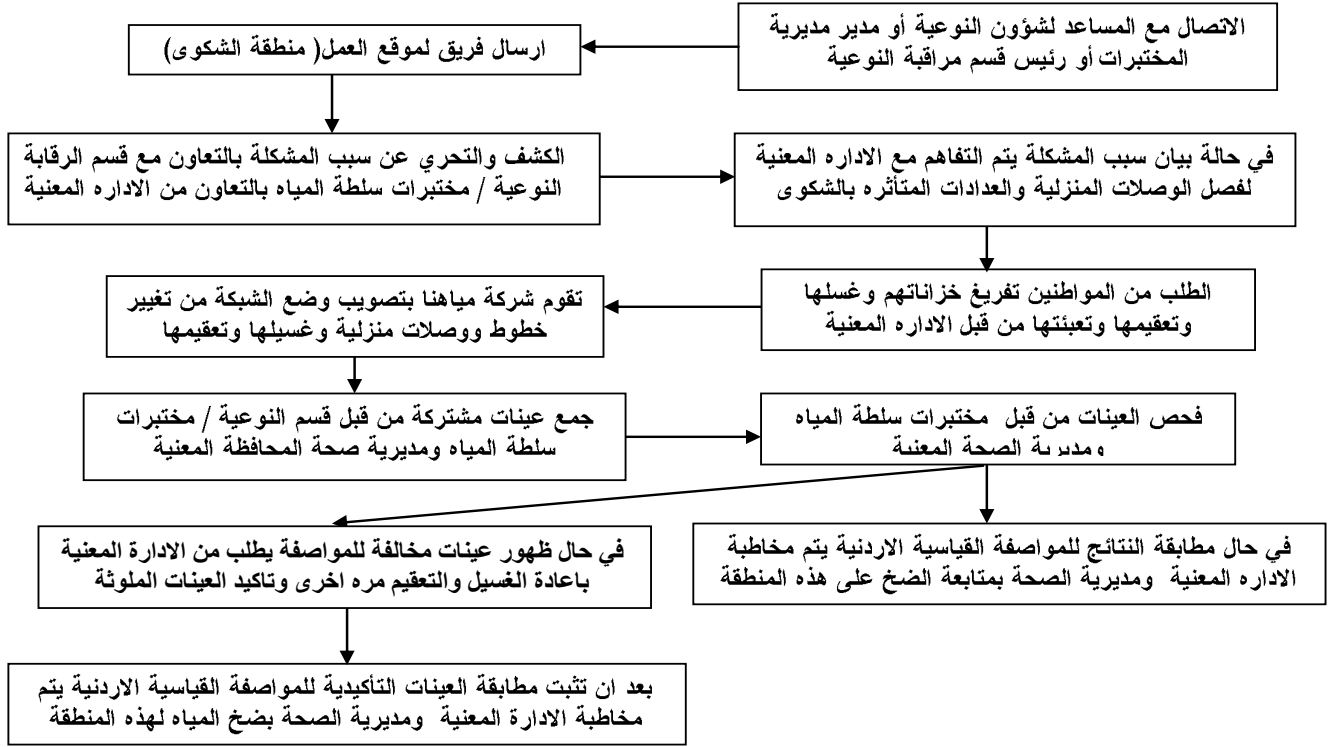 الاتصال مع المساعد لشؤون النوعية أو مدير مديرية
المختبرات أو رئيس قسم مراقبة النوعية
ارسال فريق لموقع العمل( منطقة الشكوى)
الكشف والتحري عن سبب المشكلة بالتعاون مع قسم الرقابة
النوعية / مختبرات سلطة المياه بالتعاون من الاداره المعنية
في حالة بيان سبب المشكلة يتم التفاهم مع الاداره المعنية
لفصل الوصلات المنزلية والعدادات المتأثره بالشكوى
الطلب من المواطنين تفريغ خزاناتهم وغسلها
وتعقيمها وتعبئتها من قبل الاداره المعنية
تقوم شركة مياهنا بتصويب وضع الشبكة من تغيير
خطوط ووصلات منزلية وغسيلها وتعقيمها
جمع عينات مشتركة من قبل قسم النوعية / مختبرات
سلطة المياه ومديرية صحة المحافظة المعنية
فحص العينات من قبل مختبرات سلطة المياه
ومديرية الصحة المعنية
في حال مطابقة النتائج للمواصفة القياسية الاردنية يتم مخاطبة
الاداره المعنية ومديرية الصحة بمتابعة الضخ على هذه المنطقة
في حال ظهور عينات مخالفة للمواصفة يطلب من الادارة المعنية
باعادة الغسيل والتعقيم مره اخرى وتاكيد العينات الملوثة
بعد ان تثبت مطابقة العينات التأكيدية للمواصفة القياسية الاردنية يتم
مخاطبة الادارة المعنية ومديرية الصحة بضخ المياه لهذه المنطقة